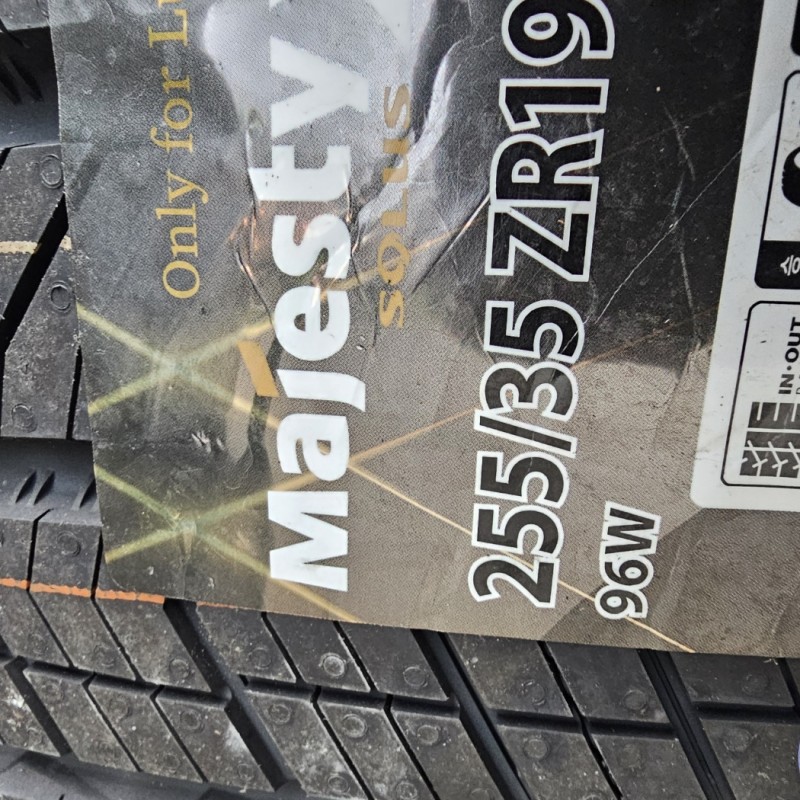 Only for
Majesty
SOLUS
255/35 ZR19
96W
IN·OUT